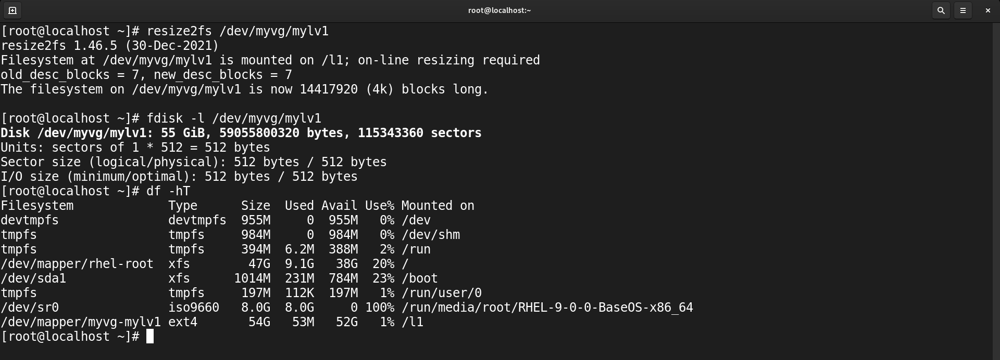 root@localhost:~
[root@localhost ~]# resize2fs /dev/myvg/mylv1
resize2fs 1.46.5 (30-Dec-2021)
Filesystem at /dev/myvg/mylv1 is mounted on /l1; on-line resizing required
old_desc_blocks = 7, new_desc_blocks = 7
The filesystem on /dev/myvg/mylv1 is now 14417920 (4k) blocks long.

[root@localhost ~]# fdisk -l /dev/myvg/mylv1
Disk /dev/myvg/mylv1: 55 GiB, 59055800320 bytes, 115343360 sectors
Units: sectors of 1 * 512 = 512 bytes
Sector size (logical/physical): 512 bytes / 512 bytes
I/O size (minimum/optimal): 512 bytes / 512 bytes
[root@localhost ~]# df -hT
Filesystem             Type      Size  Used Avail Use% Mounted on
devtmpfs               devtmpfs  955M     0  955M   0% /dev
tmpfs                  tmpfs     984M     0  984M   0% /dev/shm
tmpfs                  tmpfs     394M  6.2M  388M   2% /run
/dev/mapper/rhel-root  xfs        47G  9.1G   38G  20% /
/dev/sda1              xfs      1014M  231M  784M  23% /boot
tmpfs                  tmpfs     197M  112K  197M   1% /run/user/0
/dev/sr0               iso9660   8.0G  8.0G     0 100% /run/media/root/RHEL-9-0-0-BaseOS-x86_64
/dev/mapper/myvg-mylv1 ext4       54G   53M   52G   1% /l1
[root@localhost ~]#